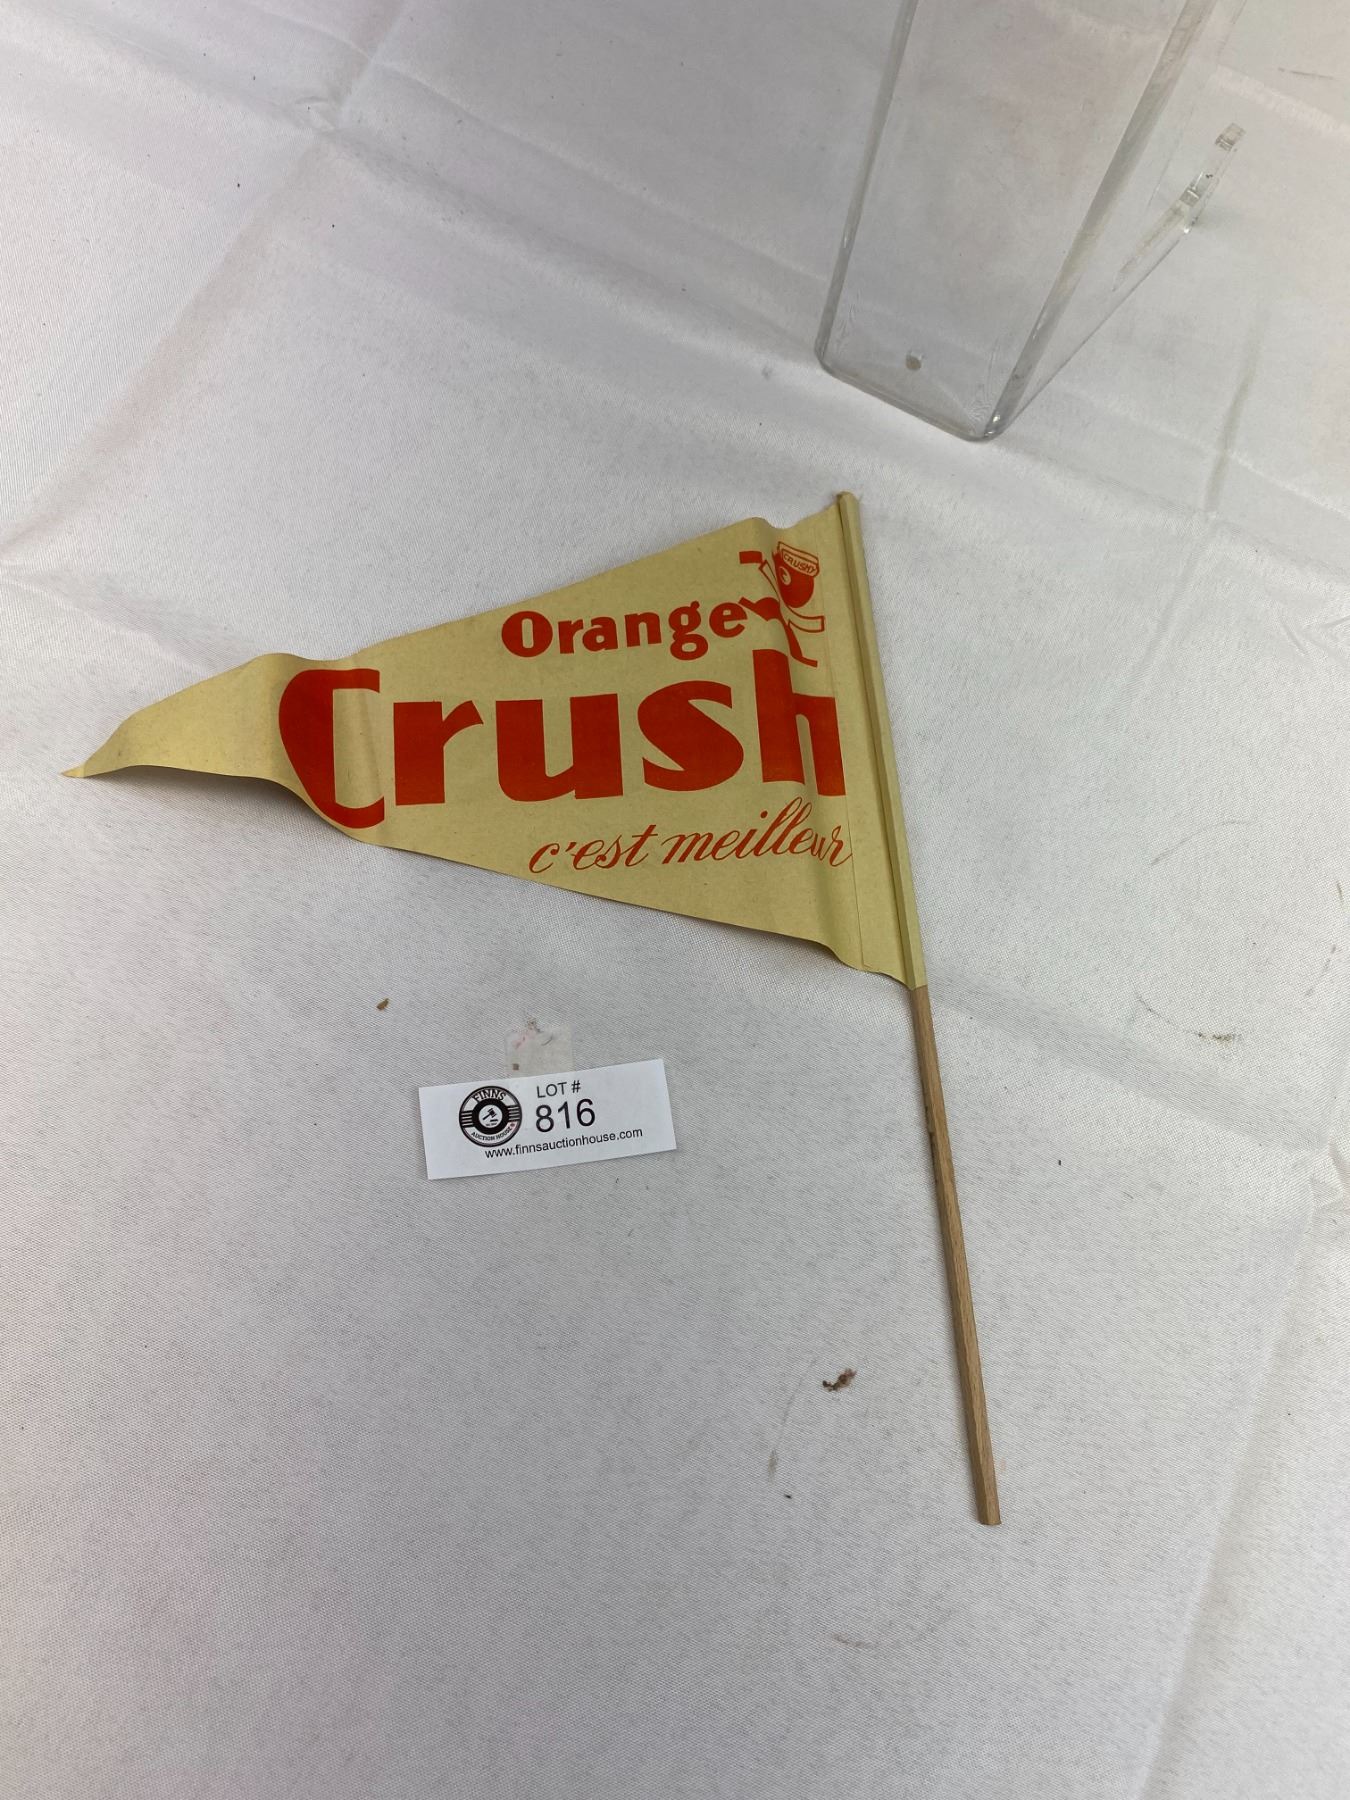 CRUSHY
Orange
Crush
c'est meilleur
FINNS
AUCTION HOUSE
LOT #
816
www.finnsauctionhouse.com